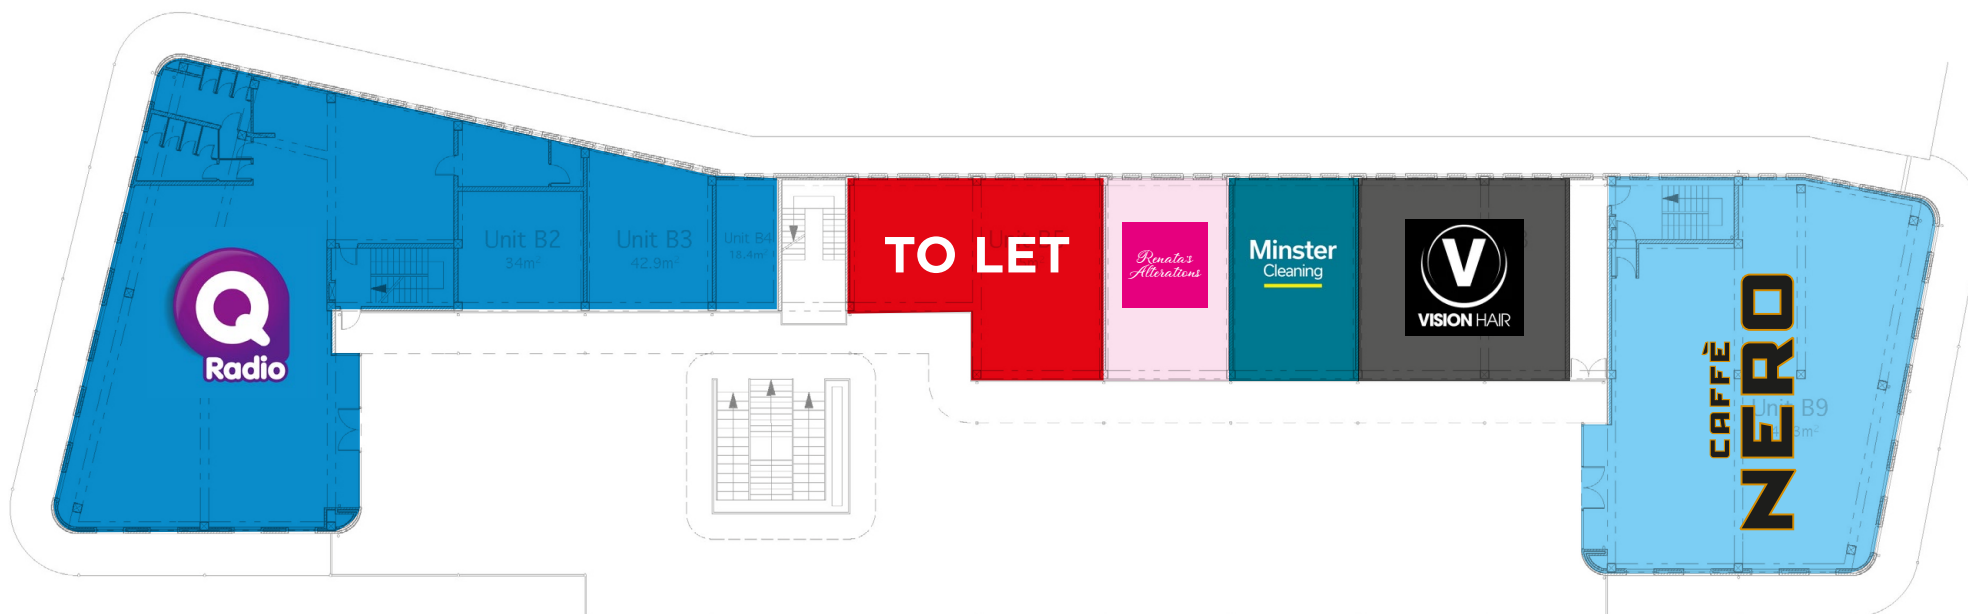 Q
Radio
Unit B2
34m²
Unit B3
42.9m²
Unit B4
18.4m²
TO LET
Renata's
Alterations
Minster
Cleaning
V
VISION HAIR
CAFFÈ
NERO
Unit B9